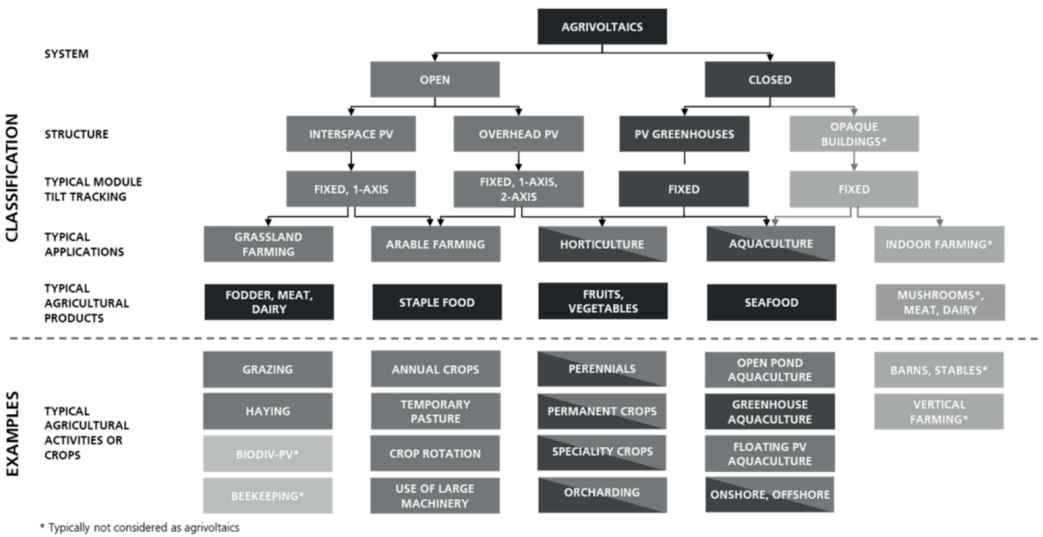 AGRIVOLTAICS
SYSTEM
OPEN
CLOSED
CLASSIFICATION
STRUCTURE
INTERSPACE PV
OVERHEAD PV
PV GREENHOUSES
OPAQUE
BUILDINGS*
TYPICAL MODULE
TILT TRACKING
FIXED, 1-AXIS
FIXED, 1-AXIS,
2-AXIS
FIXED
FIXED
TYPICAL
APPLICATIONS
GRASSLAND
FARMING
ARABLE FARMING
HORTICULTURE
AQUACULTURE
INDOOR FARMING*
TYPICAL
AGRICULTURAL
PRODUCTS
FODDER, MEAT,
DAIRY
STAPLE FOOD
FRUITS,
VEGETABLES
SEAFOOD
MUSHROOMS*,
MEAT, DAIRY
EXAMPLES
TYPICAL
AGRICULTURAL
ACTIVITIES OR
CROPS
GRAZING
ANNUAL CROPS
PERENNIALS
OPEN POND
AQUACULTURE
BARNS, STABLES*
HAYING
TEMPORARY
PASTURE
PERMANENT CROPS
GREENHOUSE
AQUACULTURE
VERTICAL
FARMING*
BIODIV-PV*
CROP ROTATION
SPECIALITY CROPS
FLOATING PV
AQUACULTURE
BEEKEEPING*
USE OF LARGE
MACHINERY
ORCHARDING
ONSHORE, OFFSHORE
* Typically not considered as agrivoltaics